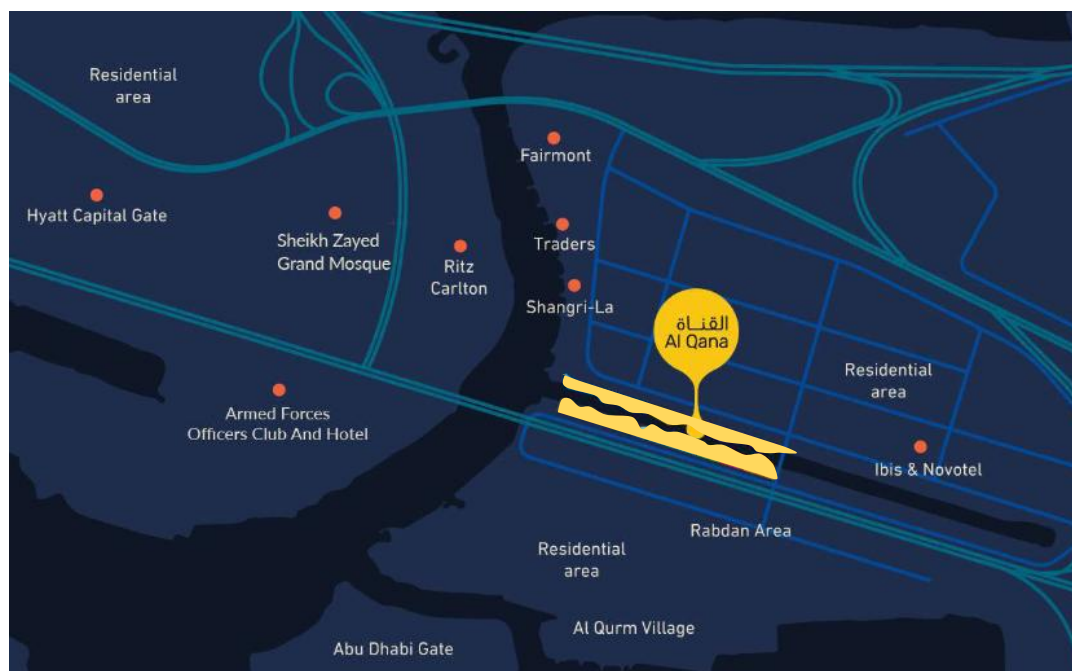 Residential
area
Fairmont
Hyatt Capital Gate
Sheikh Zayed
Grand Mosque
Traders
Ritz
Carlton
Shangri-La
القناة
Al Qana
Residential
area
Armed Forces
Officers Club And Hotel
Ibis & Novotel
Rabdan Area
Residential
area
Al Qurm Village
Abu Dhabi Gate